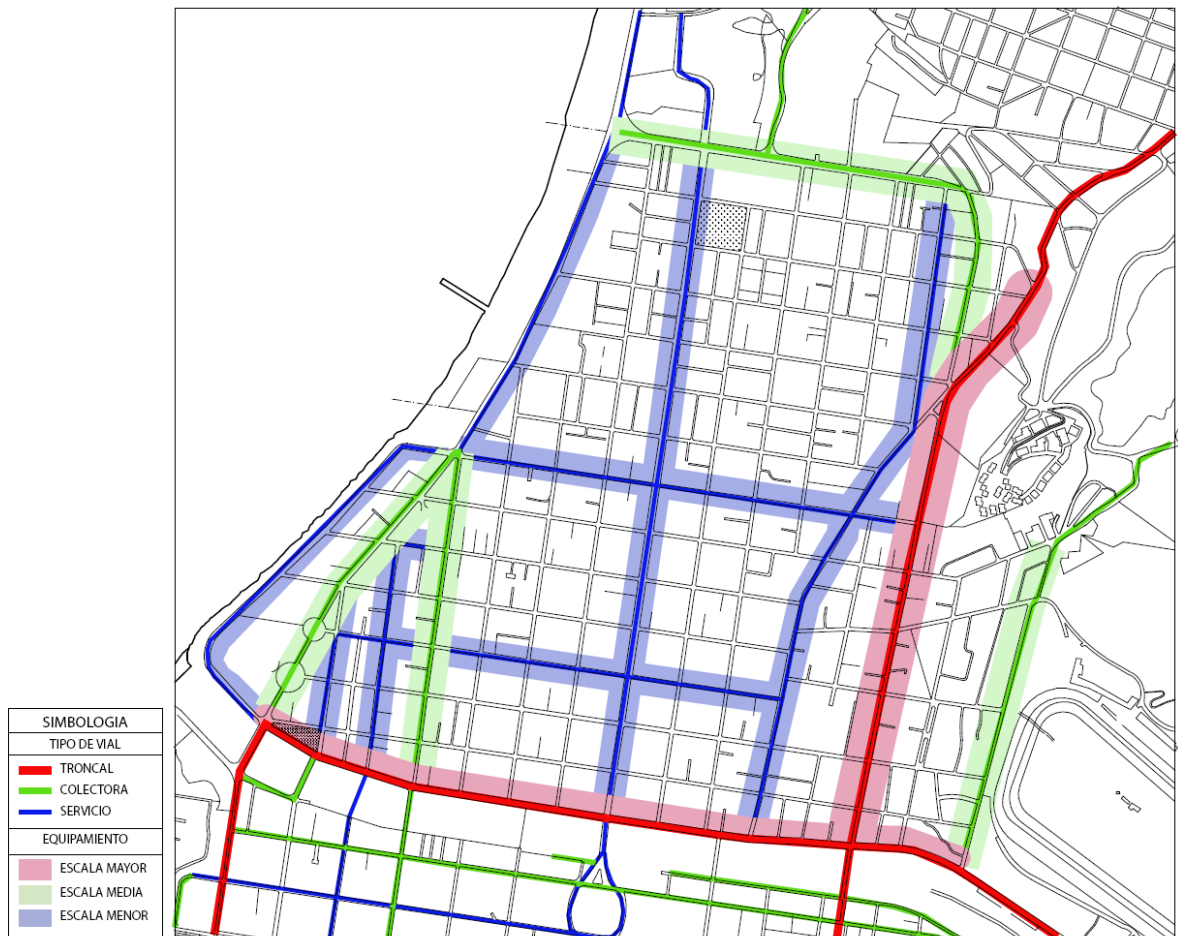 SIMBOLOGIA
TIPO DE VIAL
TRONCAL
COLECTORA
SERVICIO
EQUIPAMIENTO
ESCALA MAYOR
ESCALA MEDIA
ESCALA MENOR